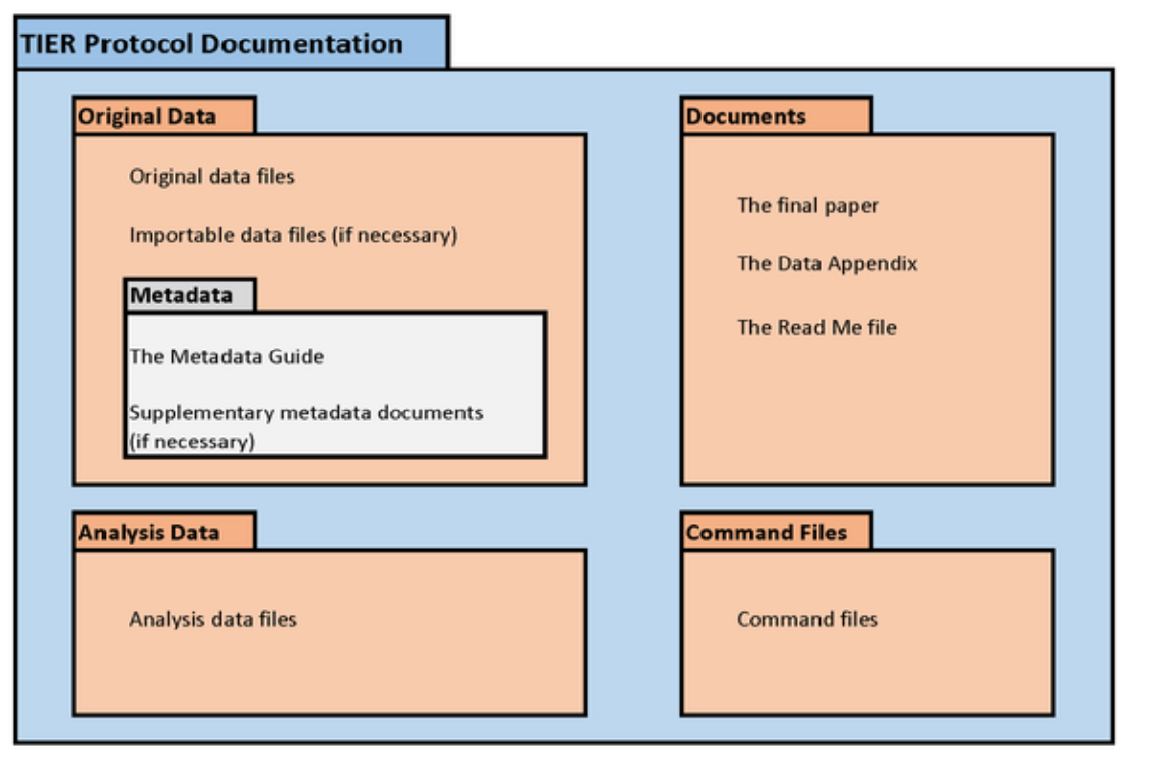 TIER Protocol Documentation
Original Data
Original data files
Importable data files (if necessary)
Metadata
The Metadata Guide
Supplementary metadata documents
(if necessary)
Documents
The final paper
The Data Appendix
The Read Me file
Analysis Data
Analysis data files
Command Files
Command files